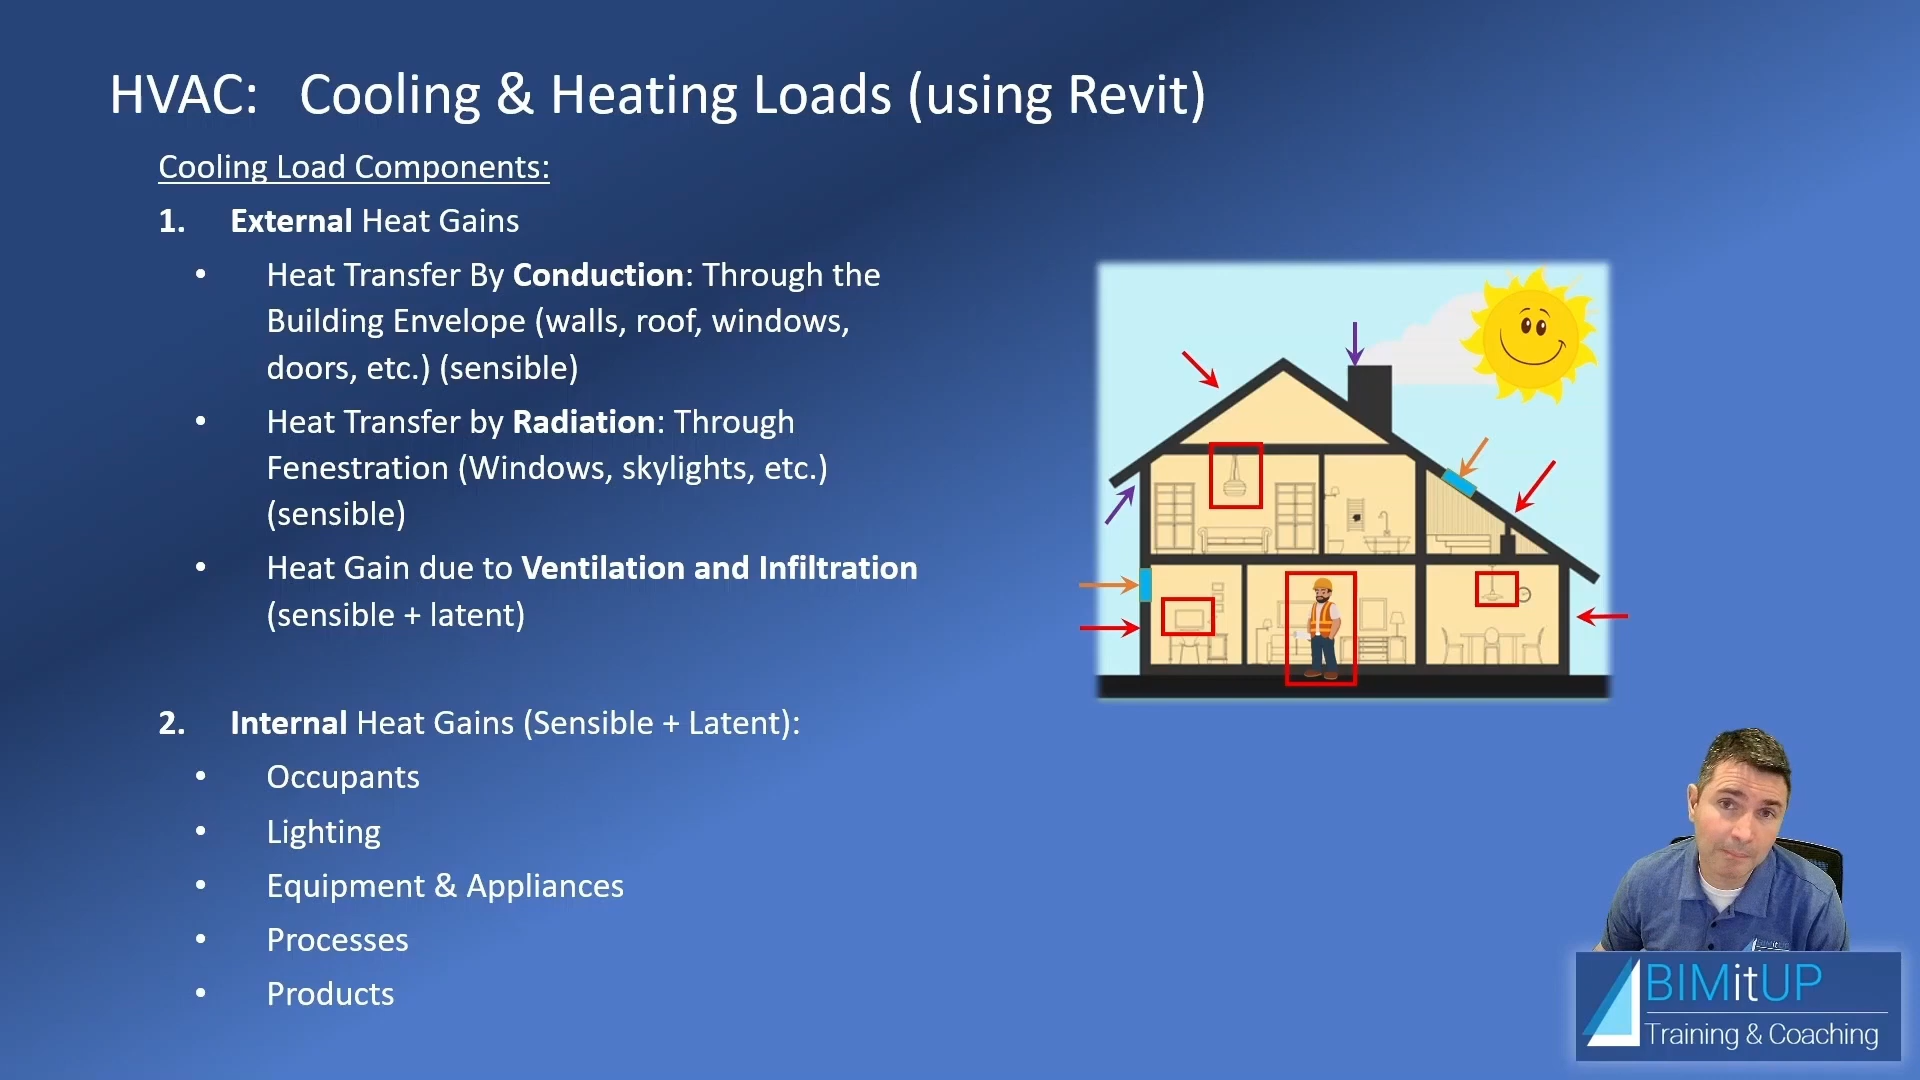 HVAC: Cooling & Heating Loads (using Revit)
Cooling Load Components:
1. External Heat Gains
• Heat Transfer By Conduction: Through the
Building Envelope (walls, roof, windows,
doors, etc.) (sensible)
• Heat Transfer by Radiation: Through
Fenestration (Windows, skylights, etc.)
(sensible)
• Heat Gain due to Ventilation and Infiltration
(sensible + latent)
2. Internal Heat Gains (Sensible + Latent):
• Occupants
• Lighting
• Equipment & Appliances
• Processes
• Products
BIMitUP
Training & Coaching